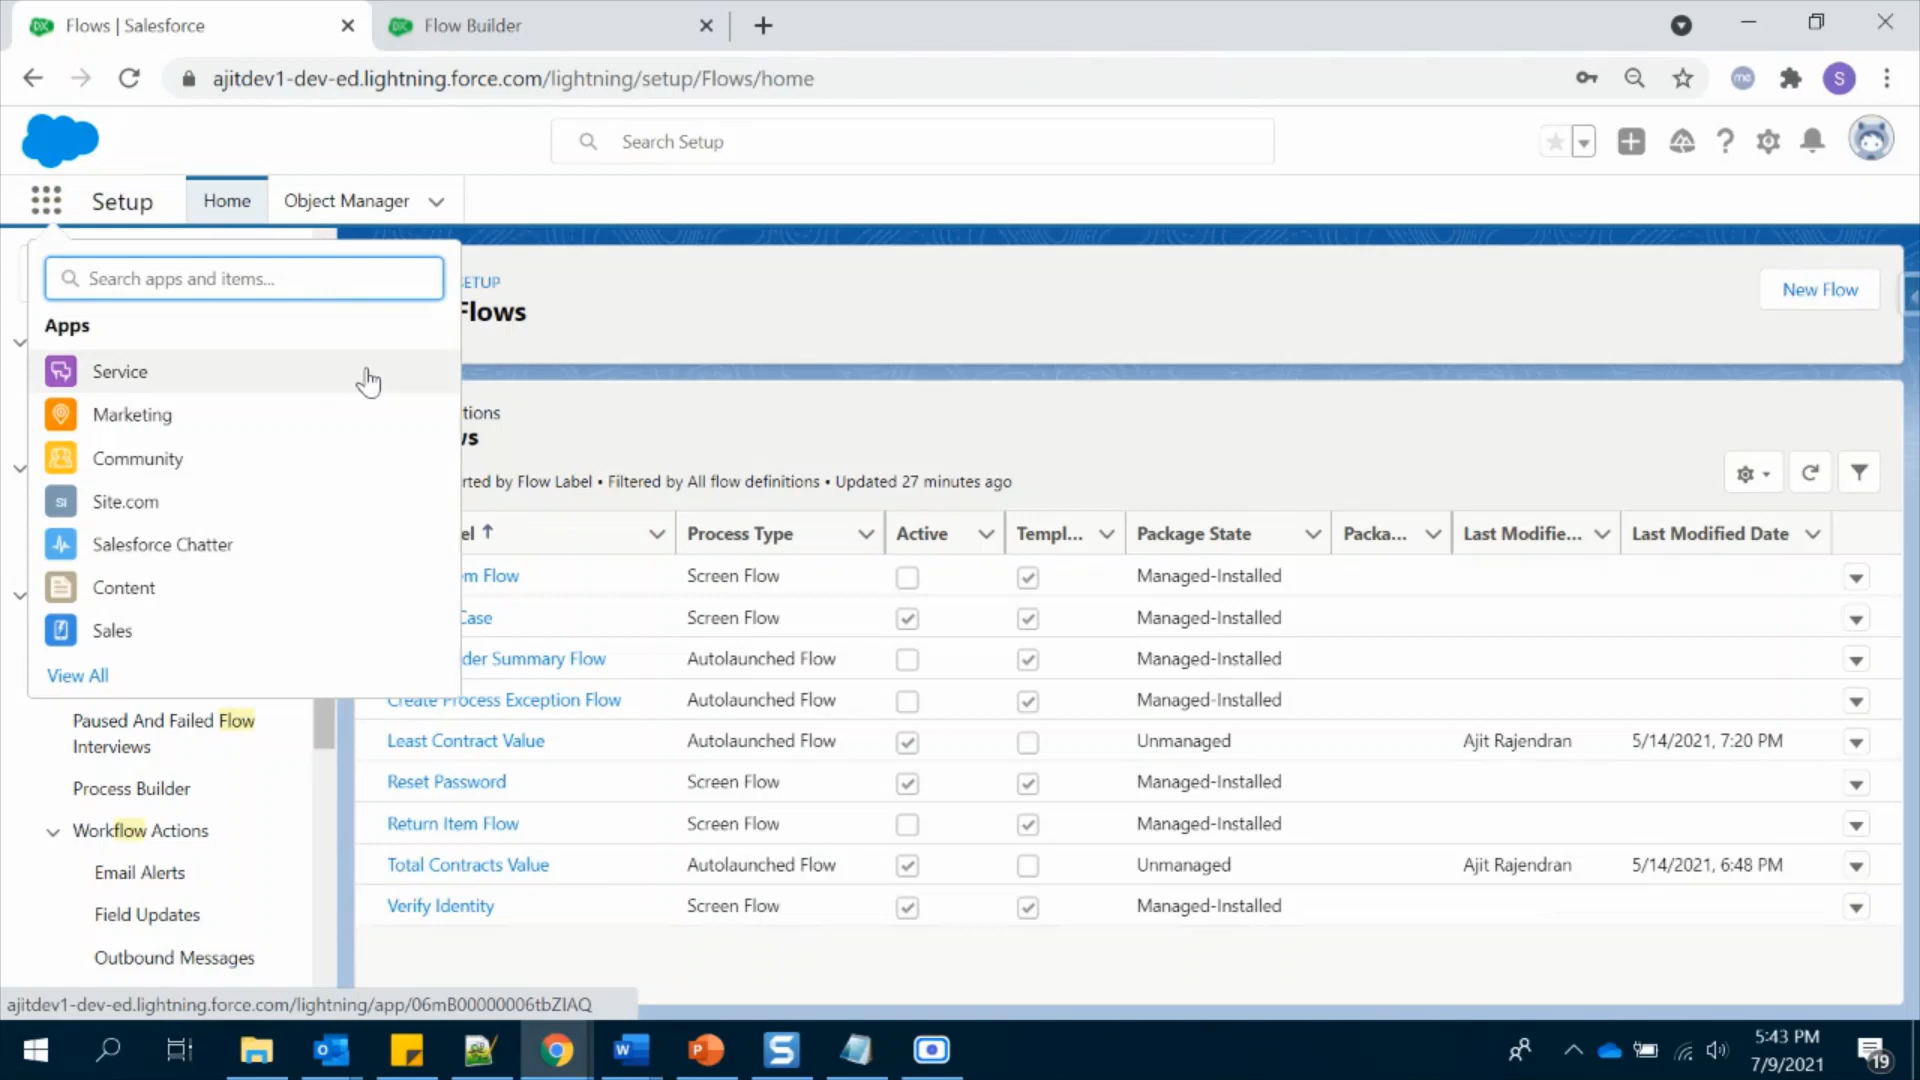 Flows | Salesforce
Flow Builder
ajitdev1-dev-ed.lightning.force.com/lightning/setup/Flows/home
me
S
Search Setup
Setup
Home
Object Manager
Search apps and items...
Apps
Service
Marketing
Community
SI
Site.com
Salesforce Chatter
Content
Sales
View All
SETUP
Flows
New Flow
tions
ws
rted by Flow Label • Filtered by All flow definitions • Updated 27 minutes ago
el ↑ Process Type Active Templ... Package State Packa... Last Modifie... Last Modified Date
m Flow Screen Flow Managed-Installed
Case Screen Flow Managed-Installed
der Summary Flow Autolaunched Flow Managed-Installed
Create Process Exception Flow Autolaunched Flow Managed-Installed
Least Contract Value Autolaunched Flow Unmanaged Ajit Rajendran 5/14/2021, 7:20 PM
Reset Password Screen Flow Managed-Installed
Return Item Flow Screen Flow Managed-Installed
Total Contracts Value Autolaunched Flow Unmanaged Ajit Rajendran 5/14/2021, 6:48 PM
Verify Identity Screen Flow Managed-Installed
Paused And Failed Flow
Interviews
Process Builder
Workflow Actions
Email Alerts
Field Updates
Outbound Messages
ajitdev1-dev-ed.lightning.force.com/lightning/app/06mB00000006tbZIAQ
5:43 PM
7/9/2021
19